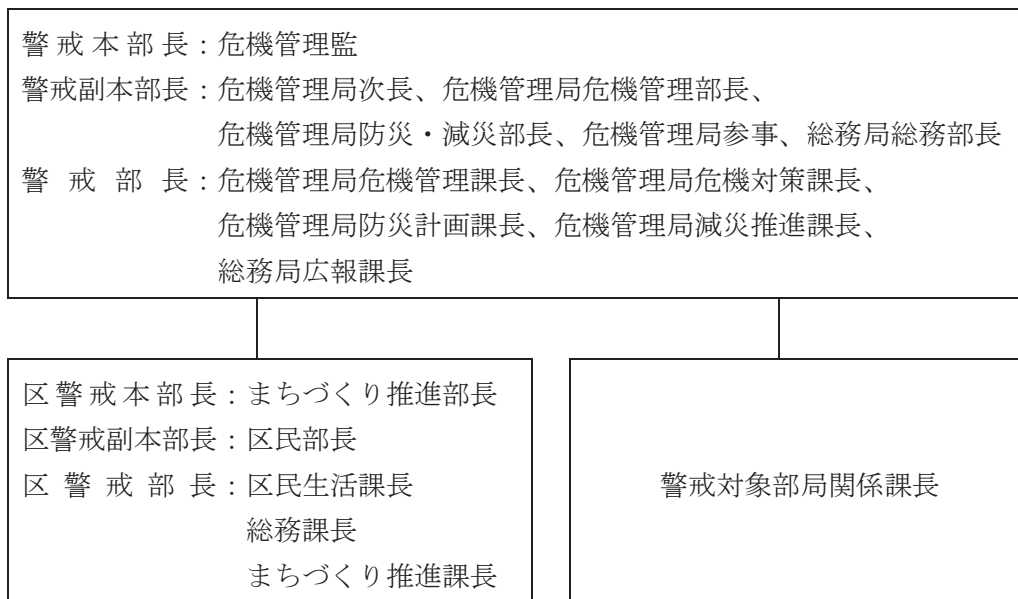 警戒本部長：危機管理監
警戒副本部長：危機管理局次長、危機管理局危機管理部長、
危機管理局防災・減災部長、危機管理局参事、総務局総務部長
警戒部長：危機管理局危機管理課長、危機管理局危機対策課長、
危機管理局防災計画課長、危機管理局減災推進課長、
総務局広報課長
区警戒本部長：まちづくり推進部長
区警戒副本部長：区民部長
区警戒部長：区民生活課長
総務課長
まちづくり推進課長
警戒対象部局関係課長